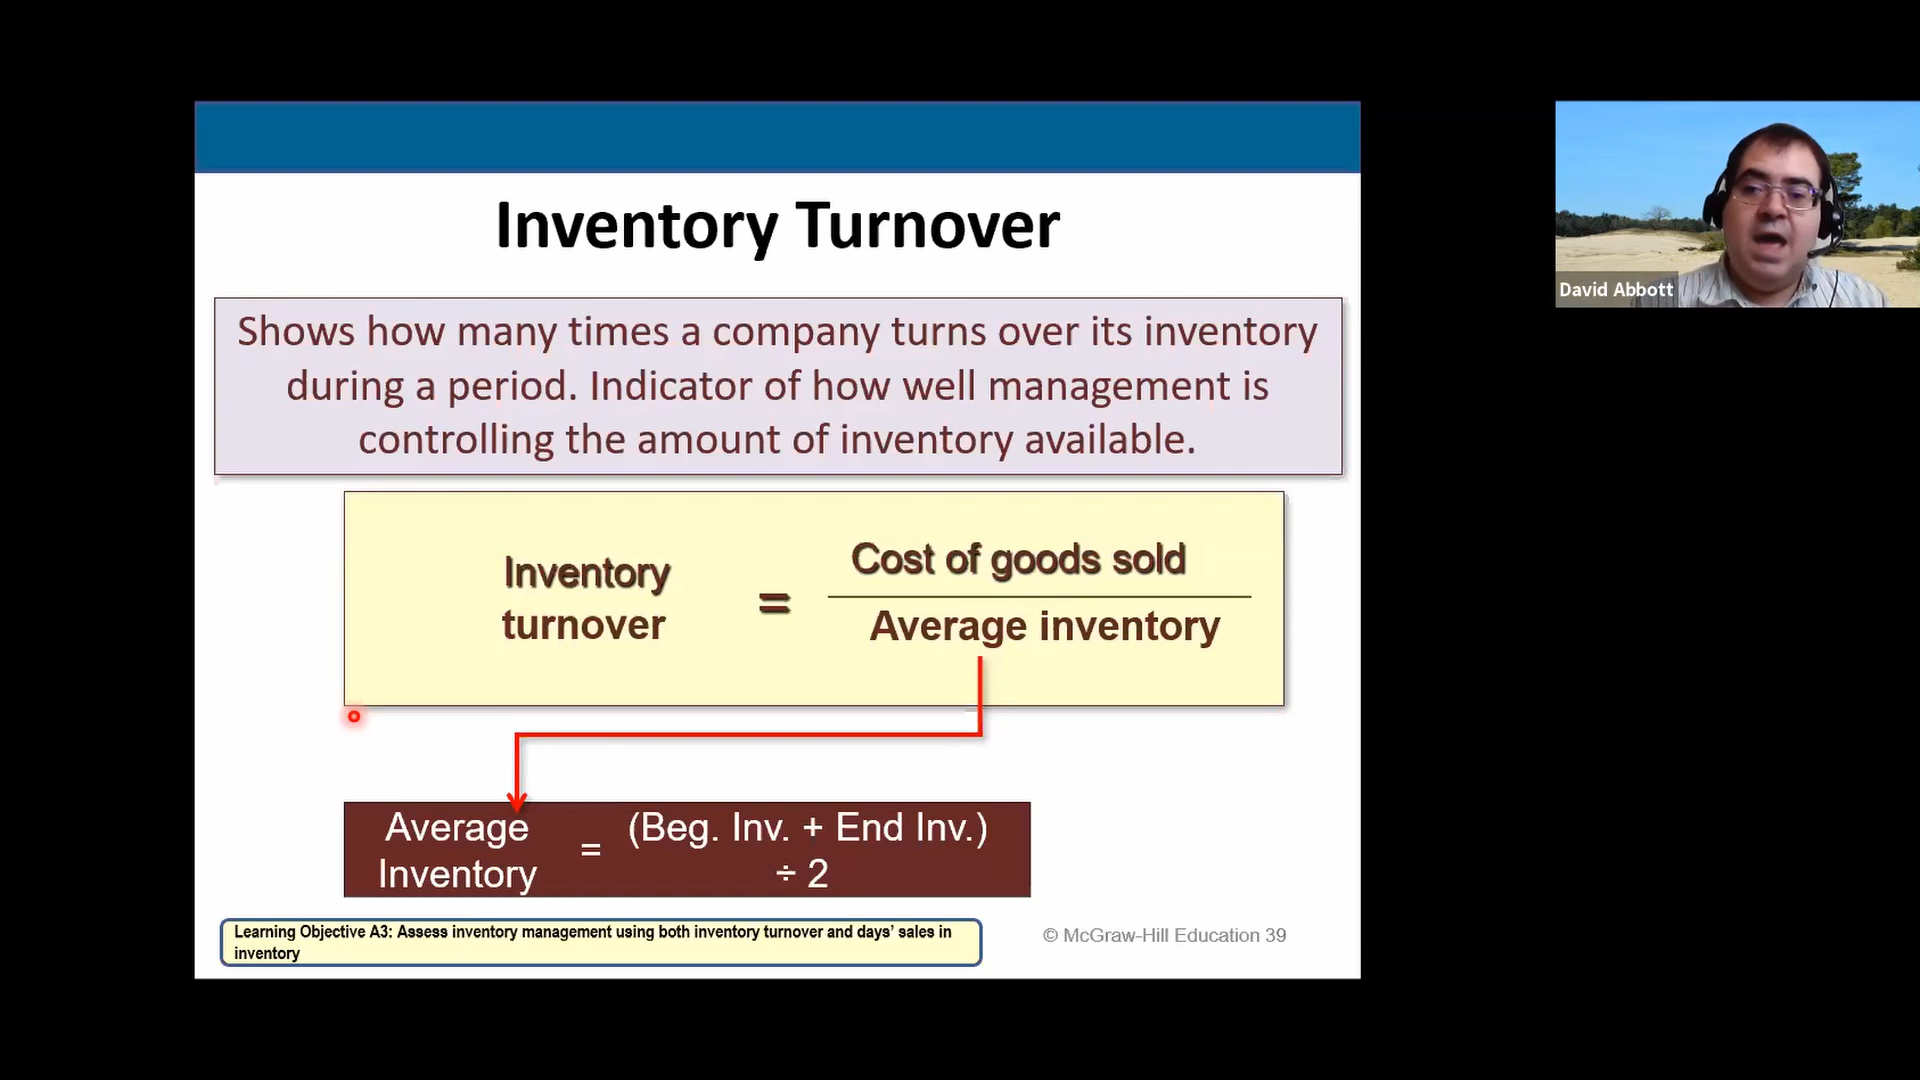 Inventory Turnover
Shows how many times a company turns over its inventory
during a period. Indicator of how well management is
controlling the amount of inventory available.
Inventory
turnover
=
Cost of goods sold
Average inventory
Average
Inventory
=
(Beg. Inv. + End Inv.)
÷ 2
Learning Objective A3: Assess inventory management using both inventory turnover and days’ sales in
inventory
© McGraw-Hill Education 39
David Abbott